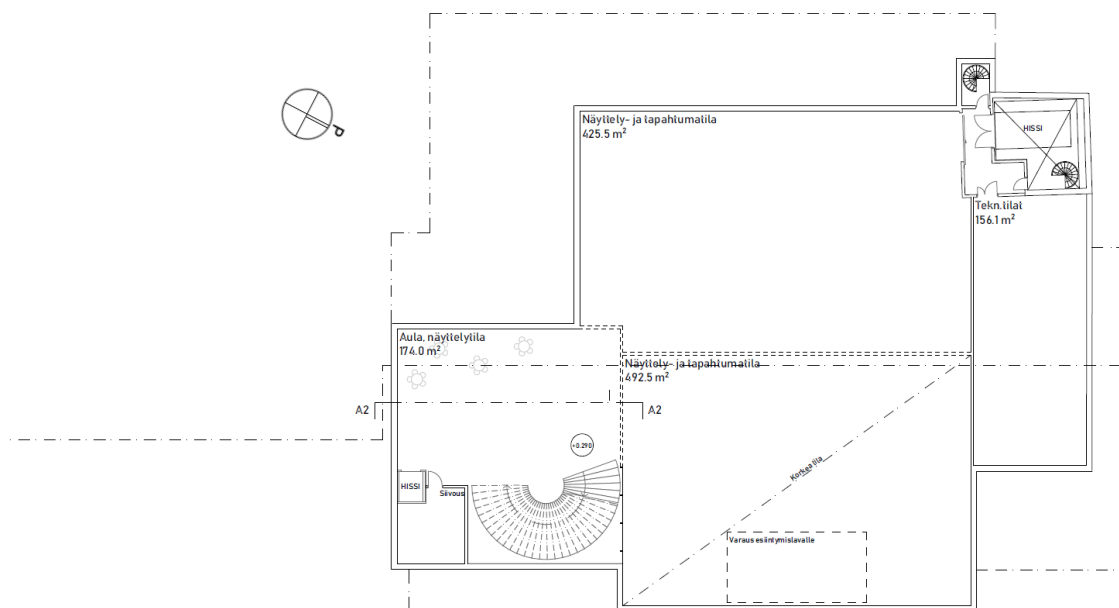 Näyttely- ja tapahtumatila
425.5 m²
HISSI
Tekn.tilat
156.1 m²
Aula, näyttelytila
174.0 m²
Näyttely- ja tapahtumatila
492.5 m²
A2
A2
+0.290
Korkea tila
HISSI
Siivous
Varaus esiintymislavalle
P